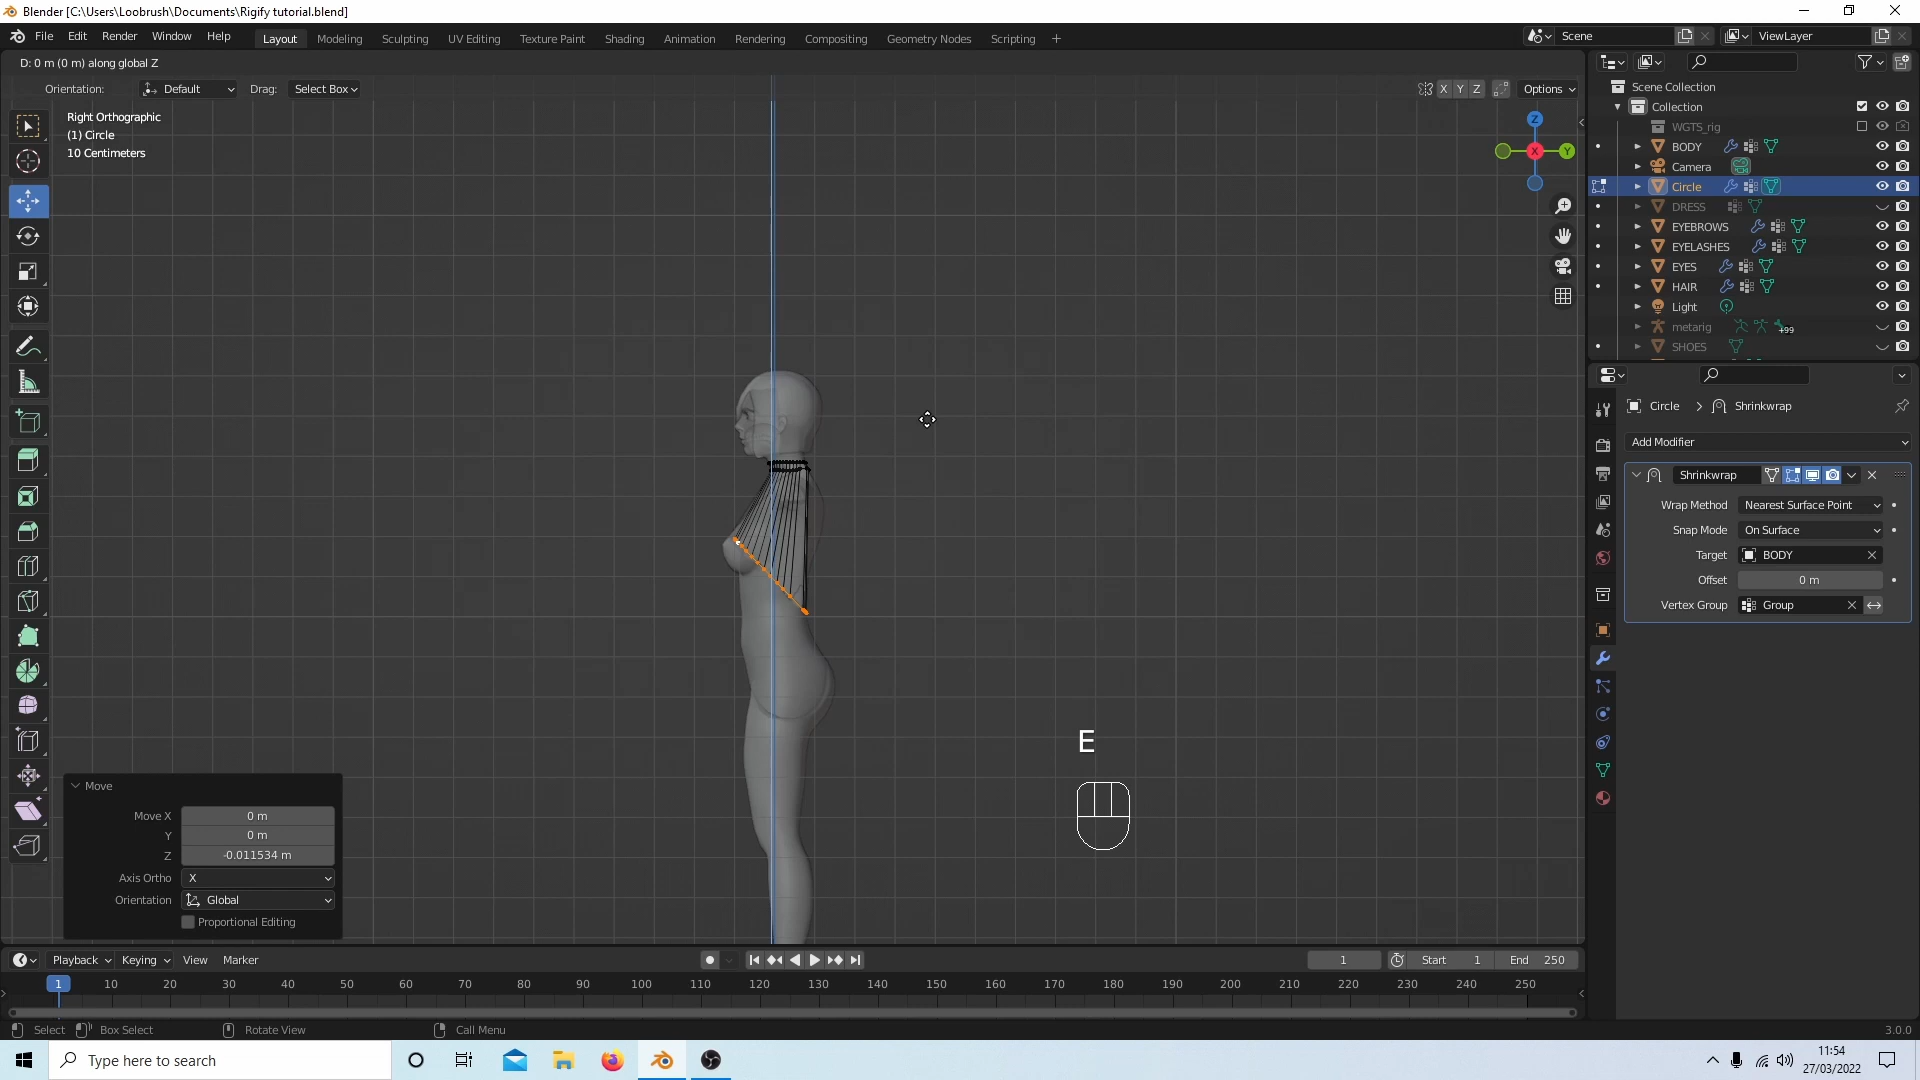 Blender [C:\Users\Loobrush\Documents\Rigify tutorial.blend]
File Edit Render Window Help Layout Modeling Sculpting UV Editing Texture Paint Shading Animation Rendering Compositing Geometry Nodes Scripting + Scene ViewLayer
D: 0 m (0 m) along global Z
Orientation: Default Drag: Select Box X Y Z Options
Right Orthographic
(1) Circle
10 Centimeters
Z
X
Y
E
Move
Move X 0 m
Y 0 m
Z -0.011534 m
Axis Ortho X
Orientation Global
Proportional Editing
Scene Collection
Collection
WGTS_rig
BODY
Camera
Circle
DRESS
EYEBROWS
EYELASHES
EYES
HAIR
Light
metarig +99
SHOES
Circle > Shrinkwrap
Add Modifier
Shrinkwrap
Wrap Method Nearest Surface Point
Snap Mode On Surface
Target BODY
Offset 0 m
Vertex Group Group
Playback Keying View Marker 1 Start 1 End 250
1 10 20 30 40 50 60 70 80 90 100 110 120 130 140 150 160 170 180 190 200 210 220 230 240 250
Select Box Select Rotate View Call Menu 3.0.0
Type here to search
11:54
27/03/2022